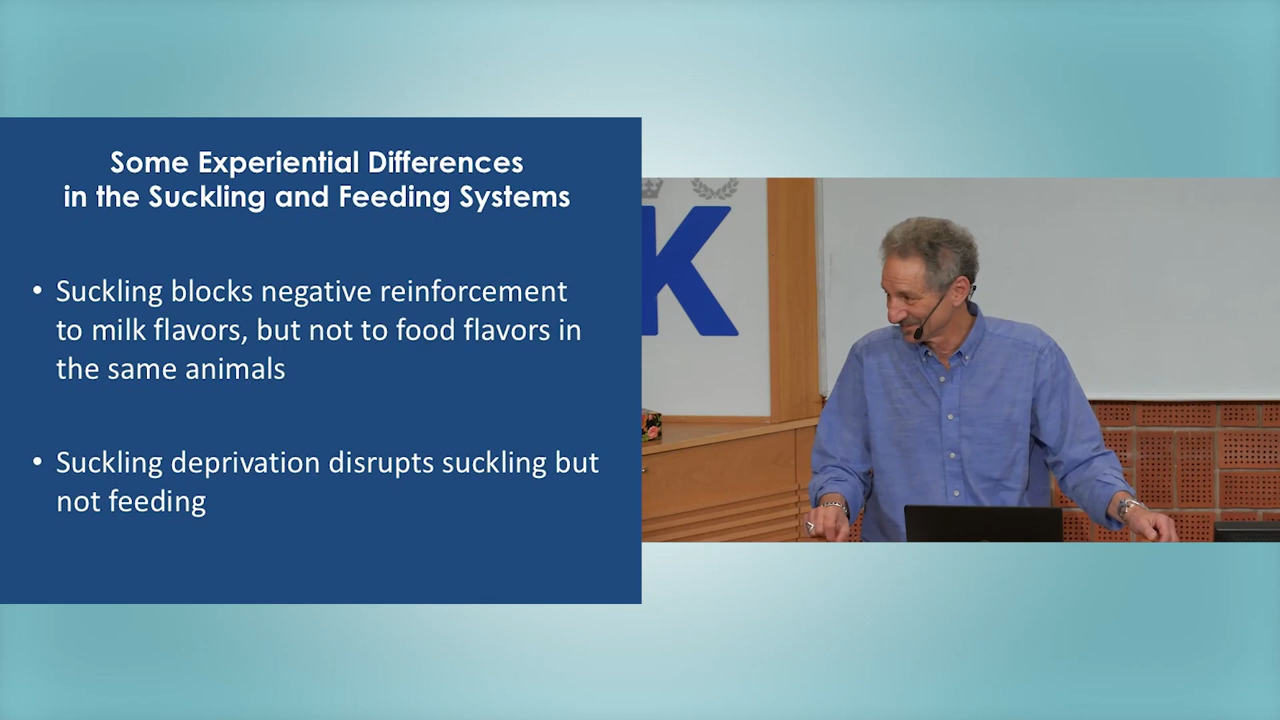 Some Experiential Differences
in the Suckling and Feeding Systems
• Suckling blocks negative reinforcement
to milk flavors, but not to food flavors in
the same animals
• Suckling deprivation disrupts suckling but
not feeding
K